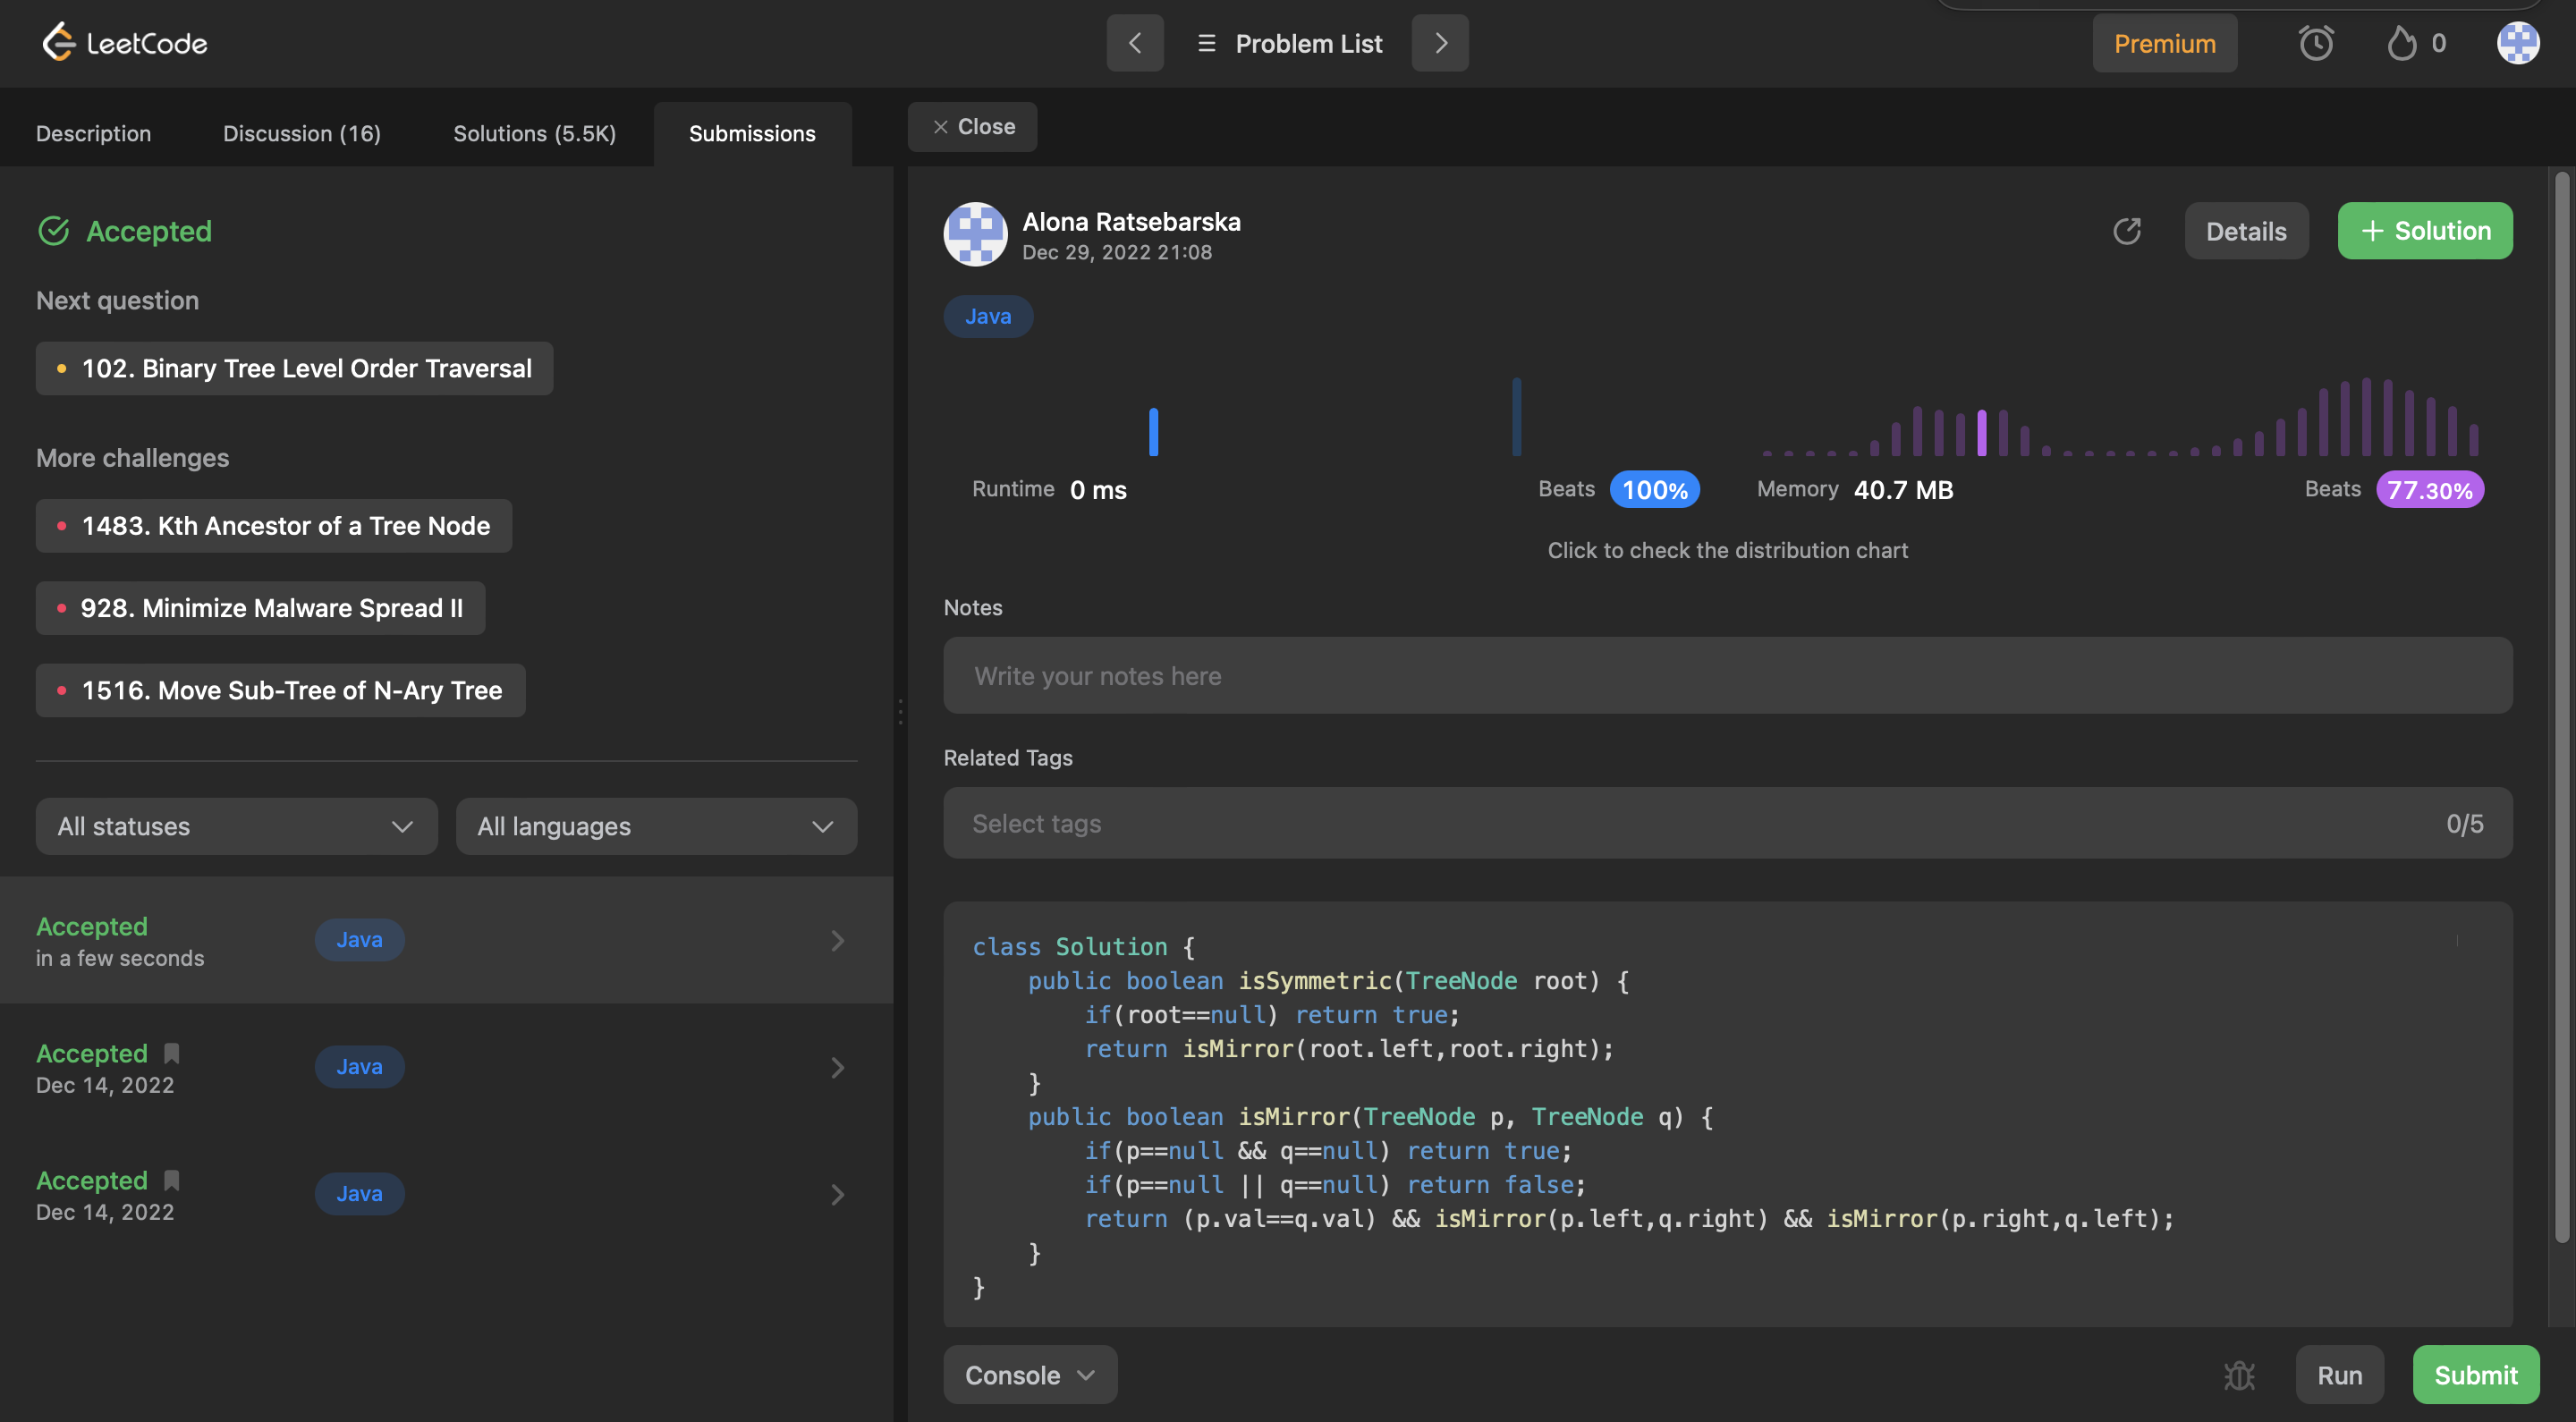 LeetCode
Problem List
Premium
0
Description
Discussion (16)
Solutions (5.5K)
Submissions
Close
Accepted
Next question
102. Binary Tree Level Order Traversal
More challenges
1483. Kth Ancestor of a Tree Node
928. Minimize Malware Spread II
1516. Move Sub-Tree of N-Ary Tree
All statuses
All languages
Accepted
in a few seconds
Java
Accepted
Dec 14, 2022
Java
Accepted
Dec 14, 2022
Java
Alona Ratsebarska
Dec 29, 2022 21:08
Details
+ Solution
Java
Runtime 0 ms
Beats 100%
Memory 40.7 MB
Beats 77.30%
Click to check the distribution chart
Notes
Write your notes here
Related Tags
Select tags
0/5
class Solution {
    public boolean isSymmetric(TreeNode root) {
        if(root==null) return true;
        return isMirror(root.left,root.right);
    }
    public boolean isMirror(TreeNode p, TreeNode q) {
        if(p==null && q==null) return true;
        if(p==null || q==null) return false;
        return (p.val==q.val) && isMirror(p.left,q.right) && isMirror(p.right,q.left);
    }
}
Console
Run
Submit